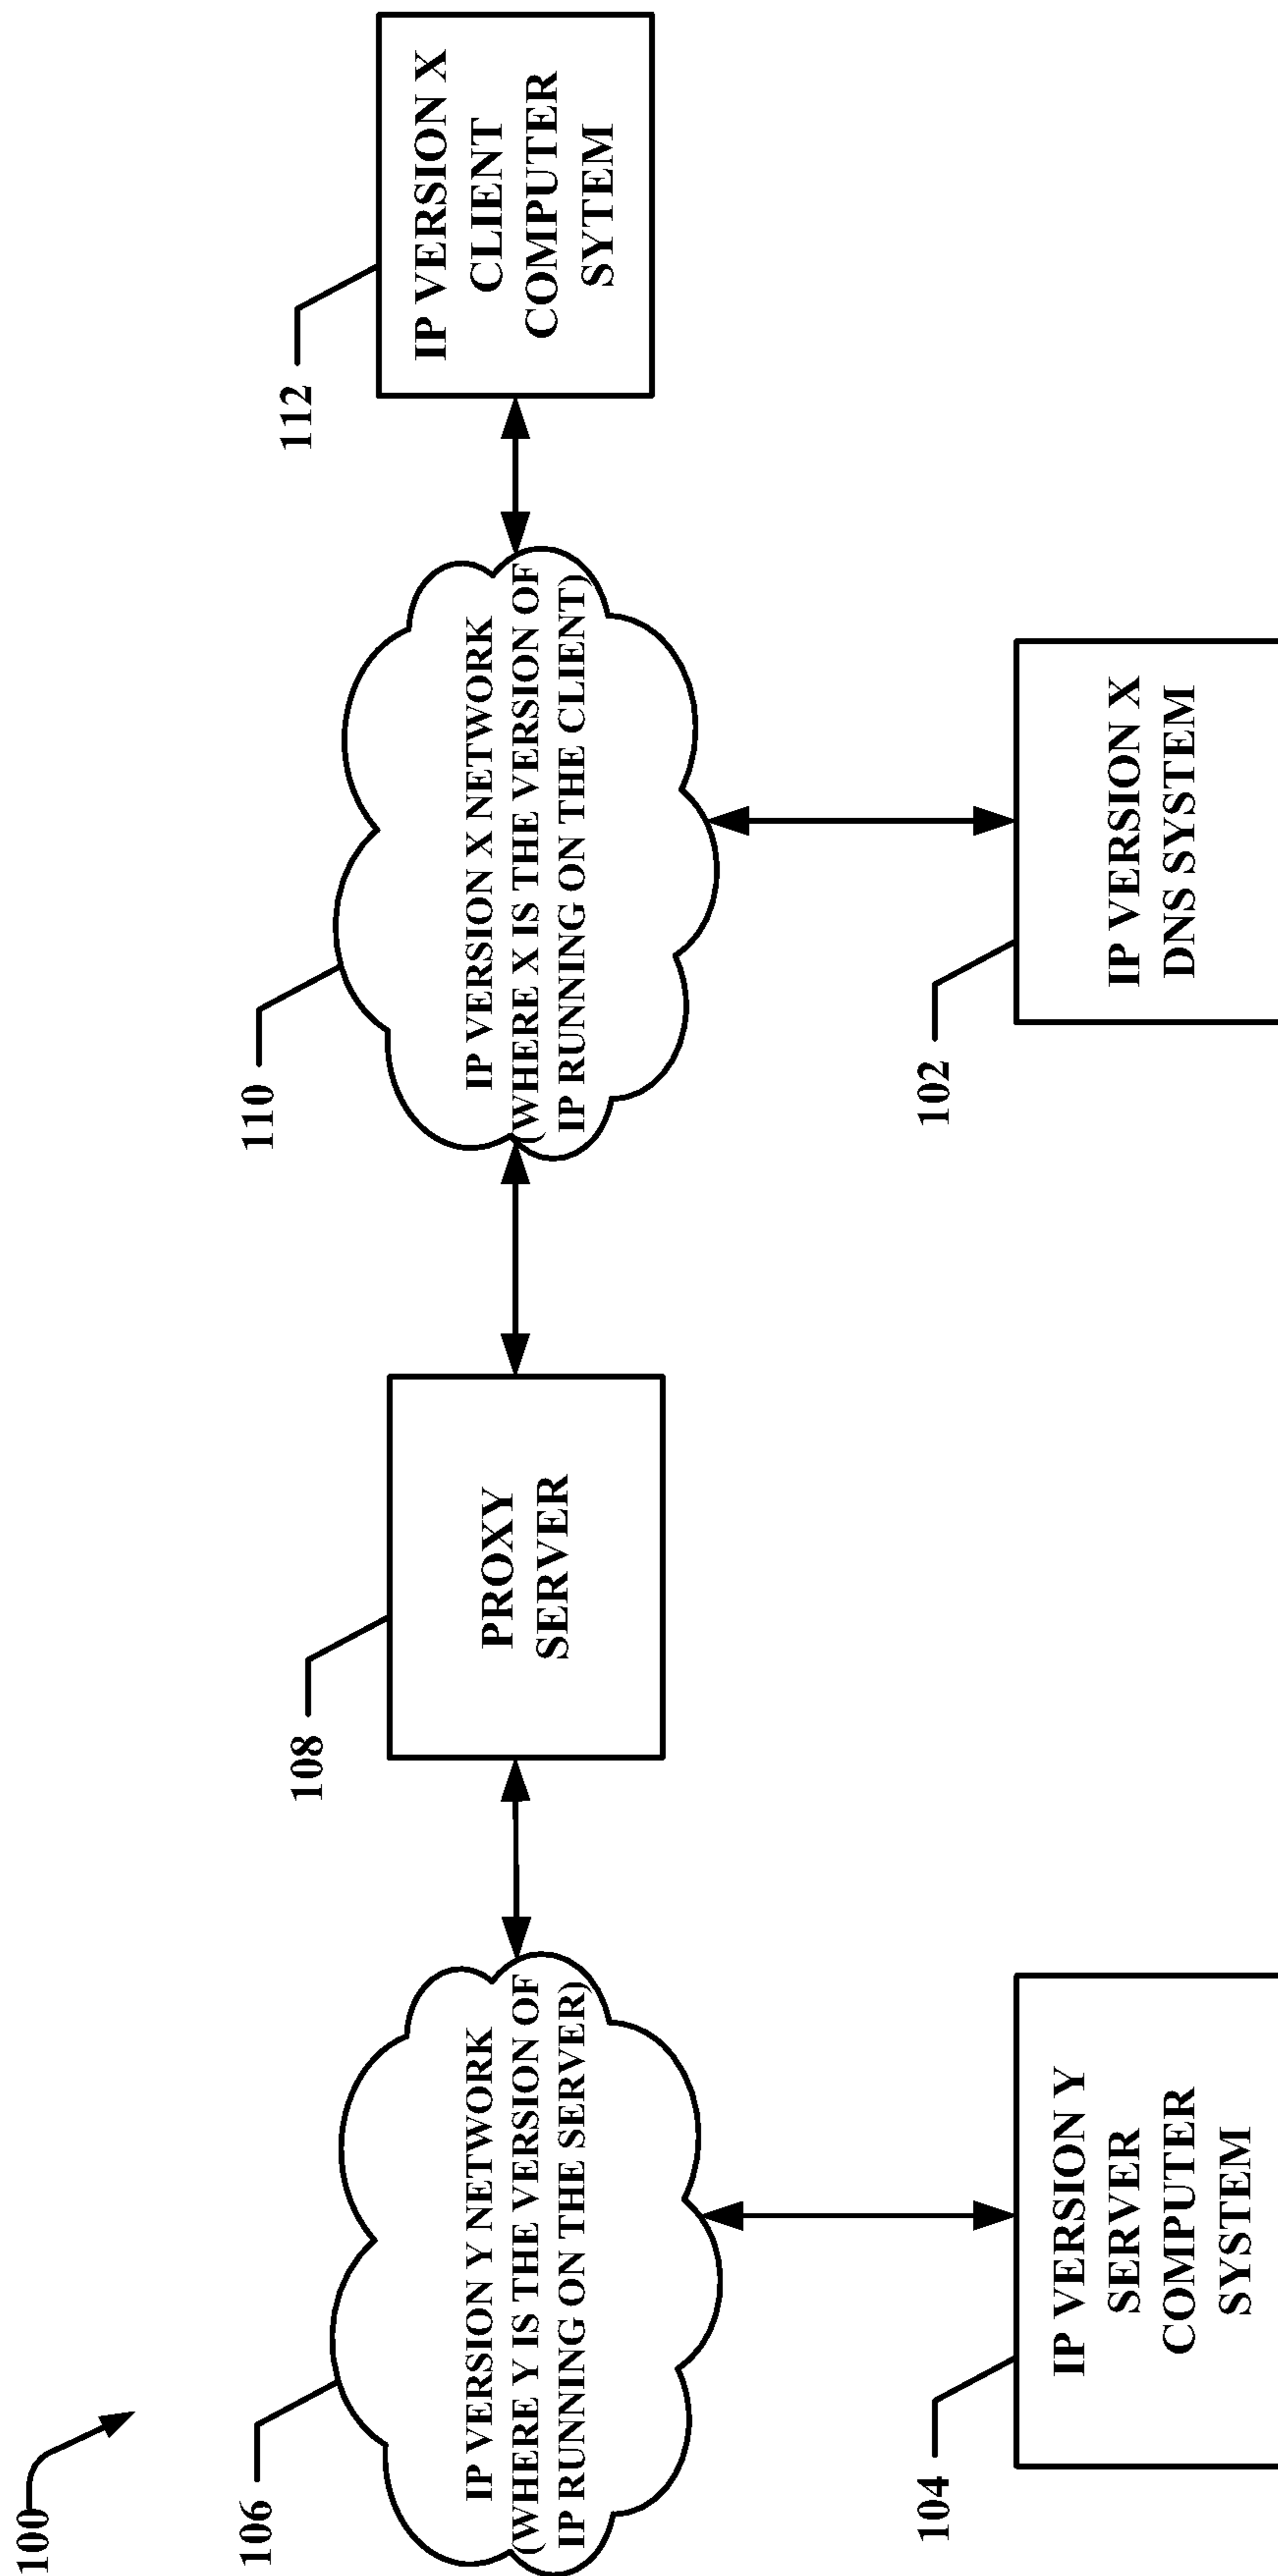 100
106
IP VERSION Y NETWORK
(WHERE Y IS THE VERSION OF
IP RUNNING ON THE SERVER)
108
PROXY
SERVER
110
IP VERSION X NETWORK
(WHERE X IS THE VERSION OF
IP RUNNING ON THE CLIENT)
112
IP VERSION X
CLIENT
COMPUTER
SYTEM
104
IP VERSION Y
SERVER
COMPUTER
SYSTEM
102
IP VERSION X
DNS SYSTEM